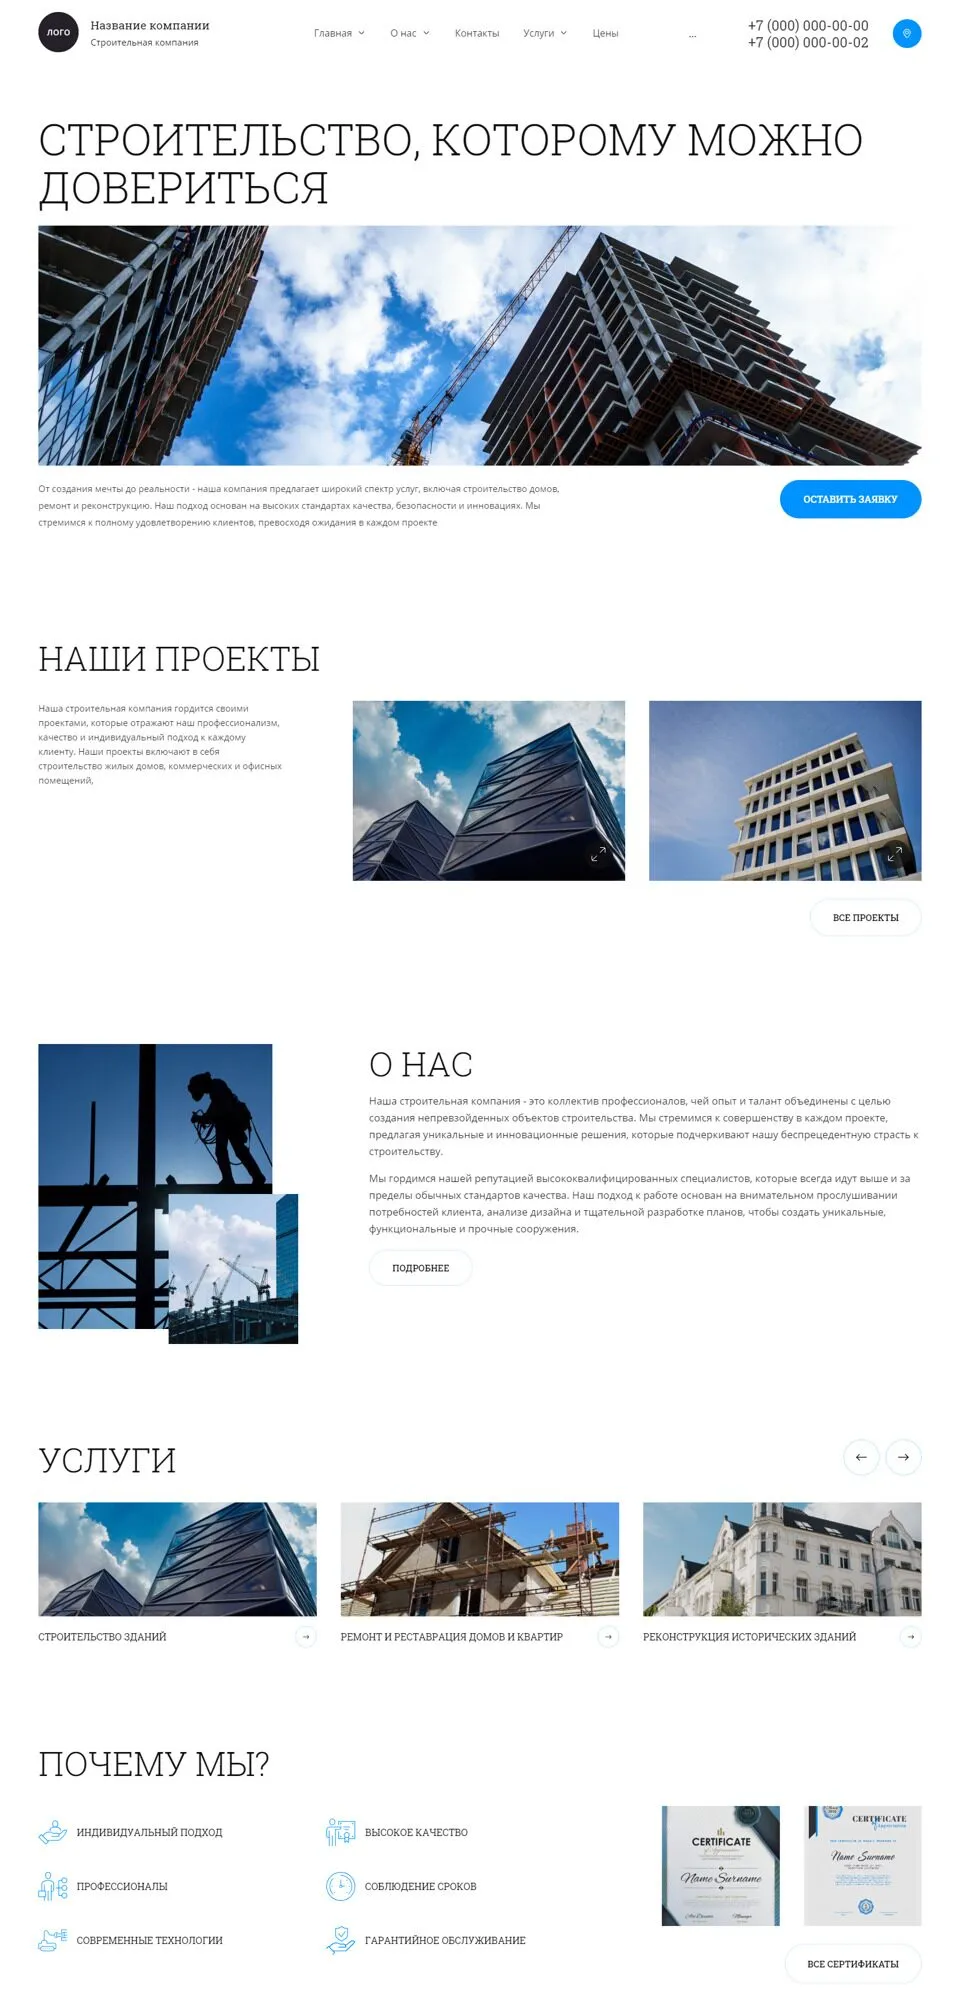 ЛОГО
Название компании
Строительная компания
Главная
О нас
Контакты
Услуги
Цены
...
+7 (000) 000-00-00
+7 (000) 000-00-02
СТРОИТЕЛЬСТВО, КОТОРОМУ МОЖНО
ДОВЕРИТЬСЯ
От создания мечты до реальности - наша компания предлагает широкий спектр услуг, включая строительство домов,
ремонт и реконструкцию. Наш подход основан на высоких стандартах качества, безопасности и инновациях. Мы
стремимся к полному удовлетворению клиентов, превосходя ожидания в каждом проекте
ОСТАВИТЬ ЗАЯВКУ
НАШИ ПРОЕКТЫ
Наша строительная компания гордится своими
проектами, которые отражают наш профессионализм,
качество и индивидуальный подход к каждому
клиенту. Наши проекты включают в себя
строительство жилых домов, коммерческих и офисных
помещений,
ВСЕ ПРОЕКТЫ
О НАС
Наша строительная компания - это коллектив профессионалов, чей опыт и талант объединены с целью
создания непревзойденных объектов строительства. Мы стремимся к совершенству в каждом проекте,
предлагая уникальные и инновационные решения, которые подчеркивают нашу беспрецедентную страсть к
строительству.
Мы гордимся нашей репутацией высококвалифицированных специалистов, которые всегда идут выше и за
пределы обычных стандартов качества. Наш подход к работе основан на внимательном прослушивании
потребностей клиента, анализе дизайна и тщательной разработке планов, чтобы создать уникальные,
функциональные и прочные сооружения.
ПОДРОБНЕЕ
УСЛУГИ
СТРОИТЕЛЬСТВО ЗДАНИЙ
РЕМОНТ И РЕСТАВРАЦИЯ ДОМОВ И КВАРТИР
РЕКОНСТРУКЦИЯ ИСТОРИЧЕСКИХ ЗДАНИЙ
ПОЧЕМУ МЫ?
ИНДИВИДУАЛЬНЫЙ ПОДХОД
ВЫСОКОЕ КАЧЕСТВО
ПРОФЕССИОНАЛЫ
СОБЛЮДЕНИЕ СРОКОВ
СОВРЕМЕННЫЕ ТЕХНОЛОГИИ
ГАРАНТИЙНОЕ ОБСЛУЖИВАНИЕ
CERTIFICATE
Name Surname
CERTIFICATE
Name Surname
ВСЕ СЕРТИФИКАТЫ